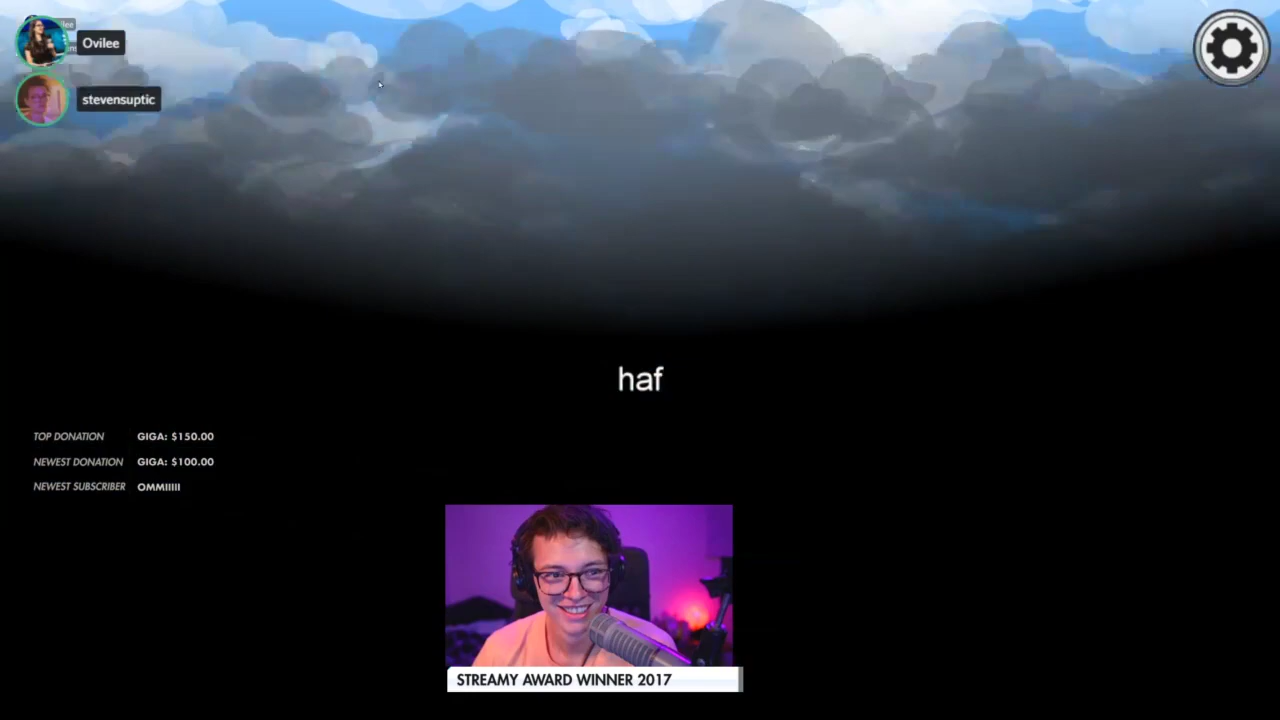 Ovilee
stevensuptic
haf
TOP DONATION GIGA: $150.00
NEWEST DONATION GIGA: $100.00
NEWEST SUBSCRIBER OMMIIIII
STREAMY AWARD WINNER 2017